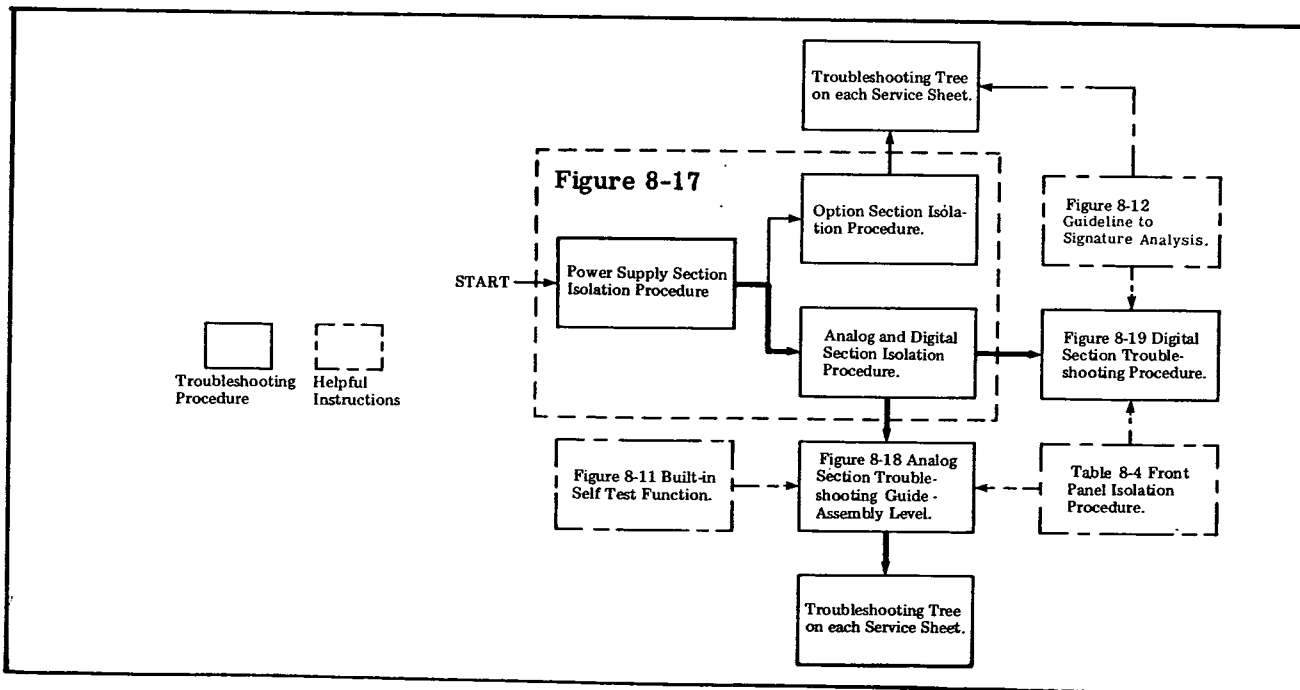 Troubleshooting Tree
on each Service Sheet.
Figure 8-17
Option Section Isola-
tion Procedure.
Figure 8-12
Guideline to
Signature Analysis.
START
Power Supply Section
Isolation Procedure
Analog and Digital
Section Isolation
Procedure.
Figure 8-19 Digital
Section Trouble-
shooting Procedure.
Troubleshooting
Procedure
Helpful
Instructions
Figure 8-11 Built-in
Self Test Function.
Figure 8-18 Analog
Section Trouble-
shooting Guide -
Assembly Level.
Table 8-4 Front
Panel Isolation
Procedure.
Troubleshooting Tree
on each Service Sheet.